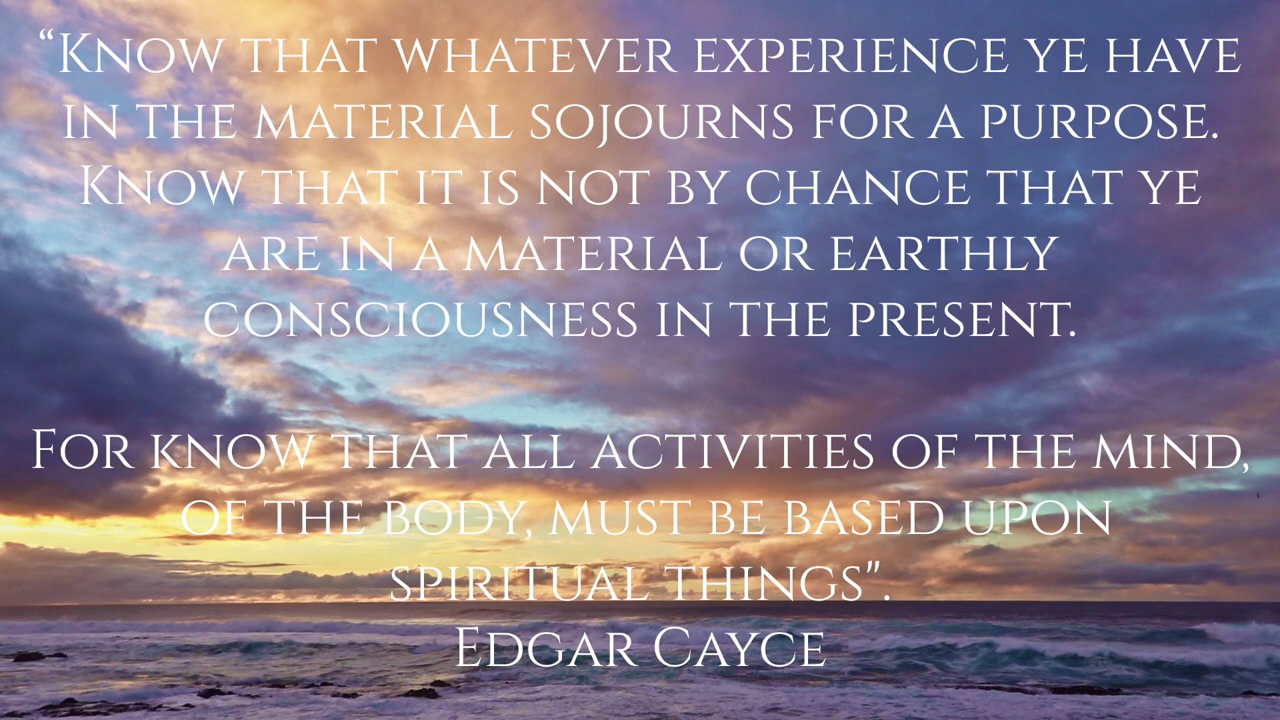 “Know that whatever experience ye have
in the material sojourns for a purpose.
Know that it is not by chance that ye
are in a material or earthly
consciousness in the present.
For know that all activities of the mind,
of the body, must be based upon
spiritual things".
Edgar Cayce